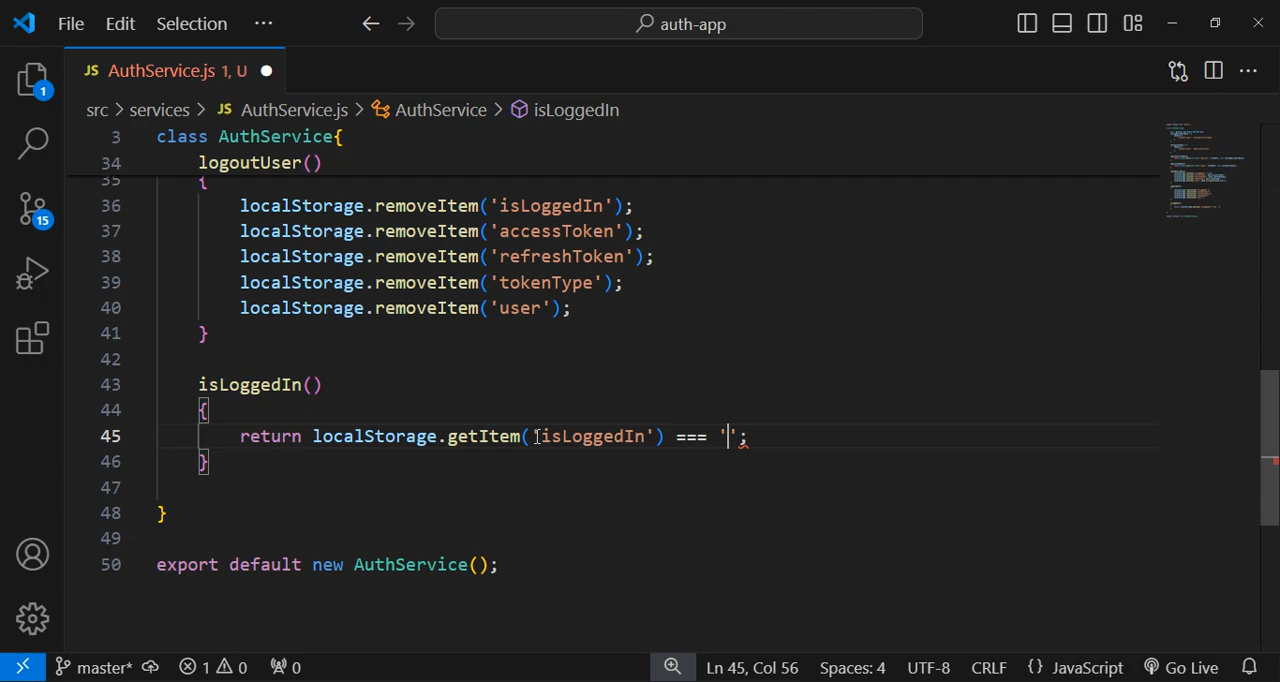 File Edit Selection ··· auth-app
JS AuthService.js 1, U
src > services > JS AuthService.js > AuthService > isLoggedIn
3 class AuthService{
34 logoutUser()
35 {
36 localStorage.removeItem('isLoggedIn');
37 localStorage.removeItem('accessToken');
38 localStorage.removeItem('refreshToken');
39 localStorage.removeItem('tokenType');
40 localStorage.removeItem('user');
41 }
42
43 isLoggedIn()
44 {
45 return localStorage.getItem('isLoggedIn') === '';
46 }
47
48 }
49
50 export default new AuthService();
1
15
master* 1 0 0 Ln 45, Col 56 Spaces: 4 UTF-8 CRLF {} JavaScript Go Live